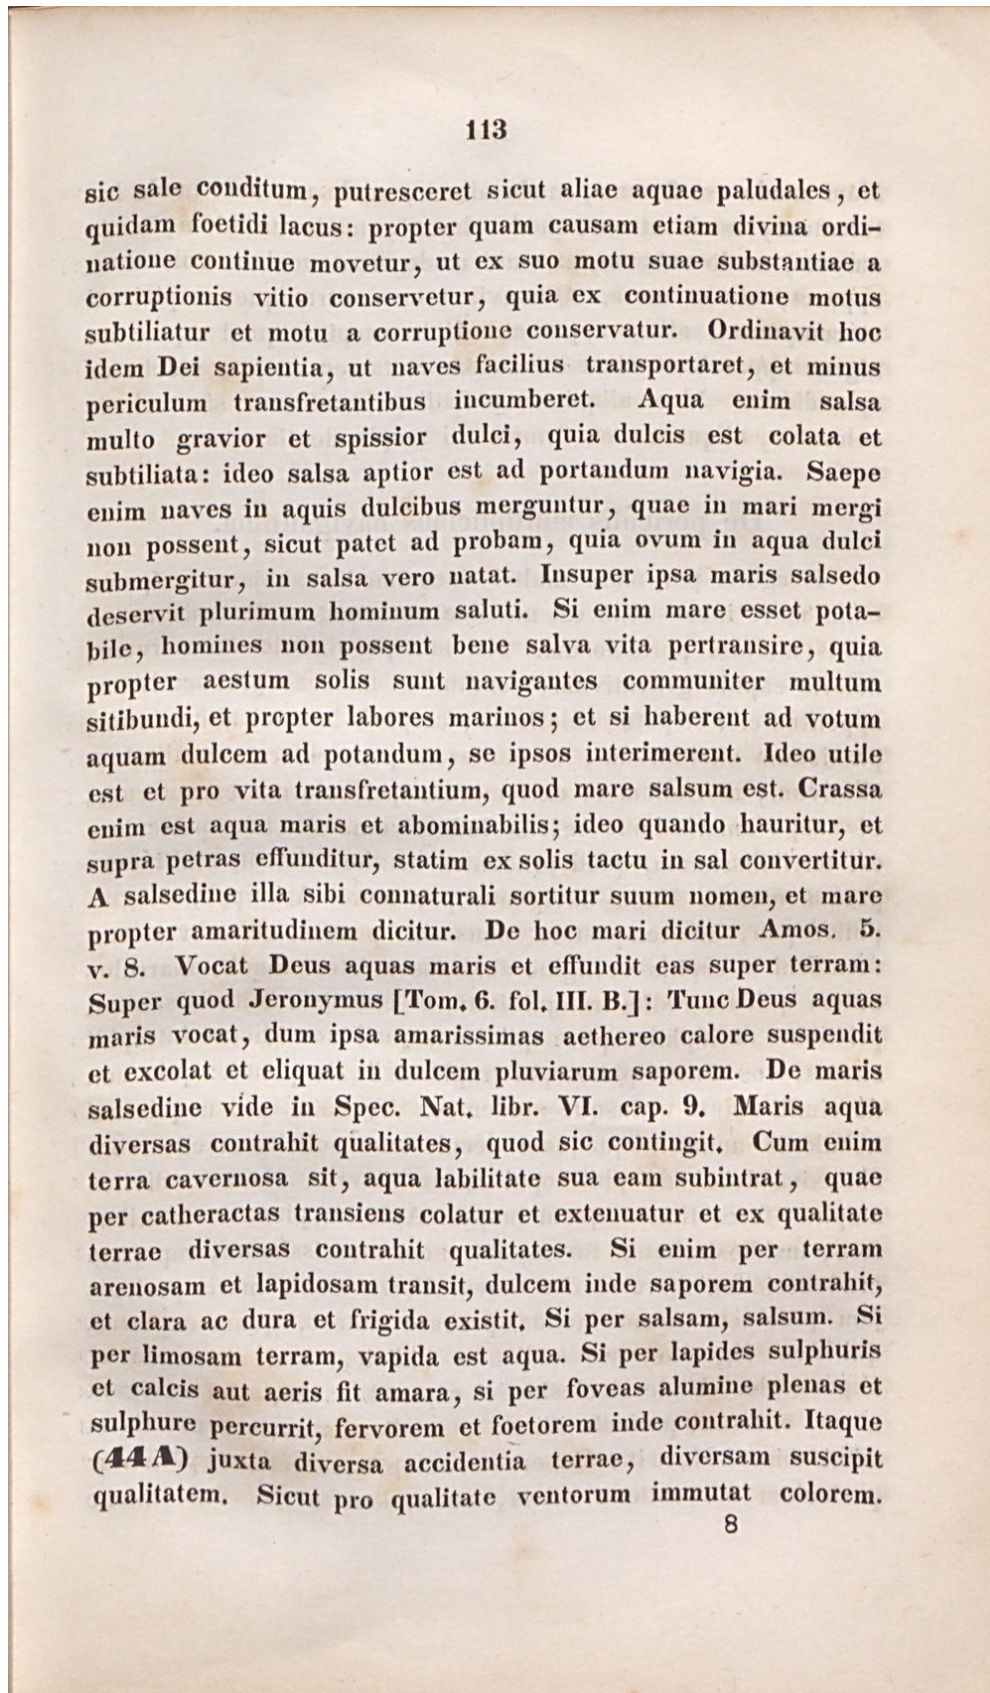 113
sic sale conditum, putresceret sicut aliae aquae paludales, et
quidam foetidi lacus: propter quam causam etiam divina ordi-
natione continue movetur, ut ex suo motu suae substantiae a
corruptionis vitio conservetur, quia ex continuatione motus
subtiliatur et motu a corruptione conservatur. Ordinavit hoc
idem Dei sapientia, ut naves facilius transportaret, et minus
periculum transfretantibus incumberet. Aqua enim salsa
multo gravior et spissior dulci, quia dulcis est colata et
subtiliata: ideo salsa aptior est ad portandum navigia. Saepe
enim naves in aquis dulcibus merguntur, quae in mari mergi
non possent, sicut patet ad probam, quia ovum in aqua dulci
submergitur, in salsa vero natat. Insuper ipsa maris salsedo
deservit plurimum hominum saluti. Si enim mare esset pota-
bile, homines non possent bene salva vita pertransire, quia
propter aestum solis sunt navigantes communiter multum
sitibundi, et propter labores marinos; et si haberent ad votum
aquam dulcem ad potandum, se ipsos interimerent. Ideo utile
est et pro vita transfretantium, quod mare salsum est. Crassa
enim est aqua maris et abominabilis; ideo quando hauritur, et
supra petras effunditur, statim ex solis tactu in sal convertitur.
A salsedine illa sibi connaturali sortitur suum nomen, et mare
propter amaritudinem dicitur. De hoc mari dicitur Amos. 5.
v. 8. Vocat Deus aquas maris et effundit eas super terram:
Super quod Jeronymus [Tom. 6. fol. III. B.]: Tunc Deus aquas
maris vocat, dum ipsa amarissimas aethereo calore suspendit
et excolat et eliquat in dulcem pluviarum saporem. De maris
salsedine vide in Spec. Nat. libr. VI. cap. 9. Maris aqua
diversas contrahit qualitates, quod sic contingit. Cum enim
terra cavernosa sit, aqua labilitate sua eam subintrat, quae
per catheractas transiens colatur et extenuatur et ex qualitate
terrae diversas contrahit qualitates. Si enim per terram
arenosam et lapidosam transit, dulcem inde saporem contrahit,
et clara ac dura et frigida existit. Si per salsam, salsum. Si
per limosam terram, vapida est aqua. Si per lapides sulphuris
et calcis aut aeris fit amara, si per foveas alumine plenas et
sulphure percurrit, fervorem et foetorem inde contrahit. Itaque
(44A) juxta diversa accidentia terrae, diversam suscipit
qualitatem. Sicut pro qualitate ventorum immutat colorem.
8